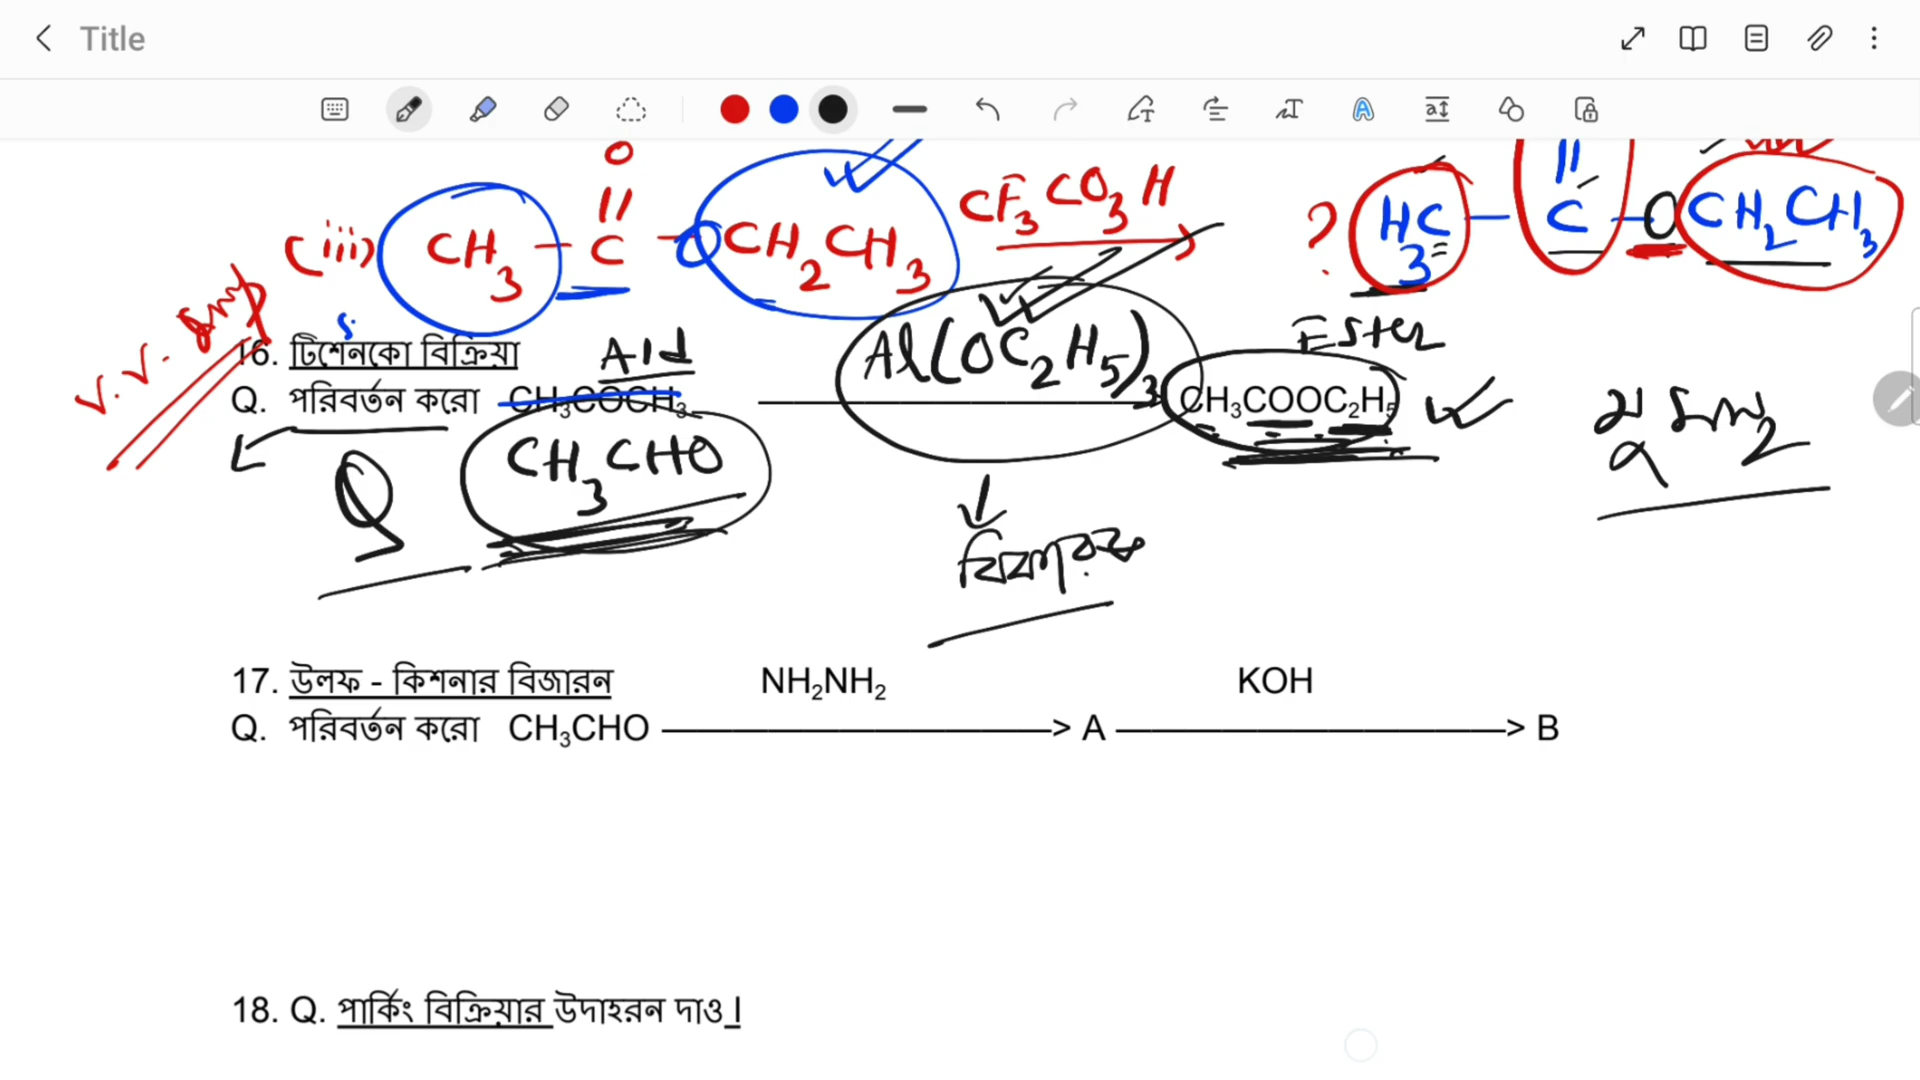 Title
O
||
(iii) CH3 - C - OCH2CH3 CF3CO3H ? H3C - C - OCH2CH3
V.V. Imp
16. টিশেনকো বিক্রিয়া Ald Al(OC2H5)3 Ester
Q. পরিবর্তন করো CH₃COCH₃ CH₃COOC₂H₅
Q CH3CHO
বিকারক
17. উলফ - কিশনার বিজারন NH₂NH₂ KOH
Q. পরিবর্তন করো CH₃CHO ————> A ————> B
18. Q. পার্কিং বিক্রিয়ার উদাহরন দাও।